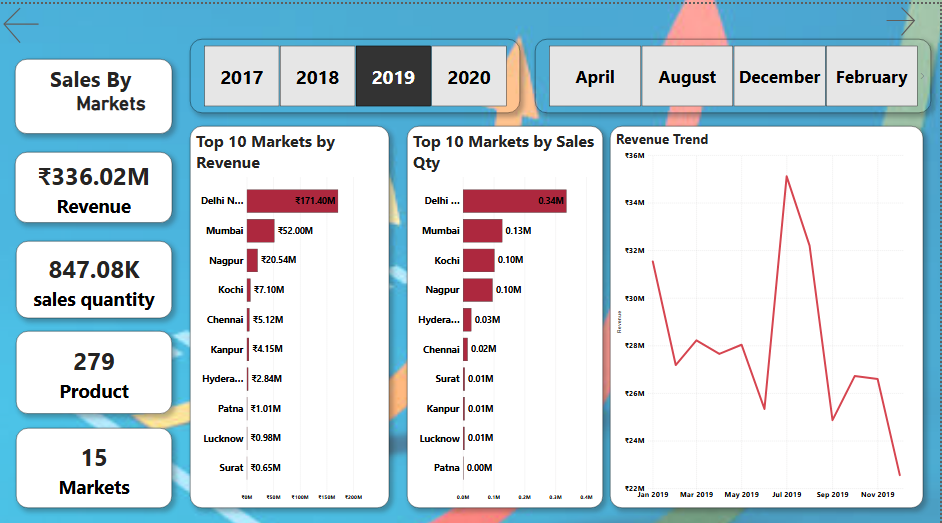 Sales By
Markets
2017 2018 2019 2020
April August December February
₹336.02M
Revenue
847.08K
sales quantity
279
Product
15
Markets
Top 10 Markets by
Revenue
Delhi N... ₹171.40M
Mumbai ₹52.00M
Nagpur ₹20.54M
Kochi ₹7.10M
Chennai ₹5.12M
Kanpur ₹4.15M
Hydera... ₹2.84M
Patna ₹1.01M
Lucknow ₹0.98M
Surat ₹0.65M
₹0M ₹50M ₹100M ₹150M ₹200M
Top 10 Markets by Sales
Qty
Delhi ... 0.34M
Mumbai 0.13M
Kochi 0.10M
Nagpur 0.10M
Hydera... 0.03M
Chennai 0.02M
Surat 0.01M
Kanpur 0.01M
Lucknow 0.01M
Patna 0.00M
0.0M 0.1M 0.2M 0.3M 0.4M
Revenue Trend
₹36M
₹34M
₹32M
₹30M
₹28M
₹26M
₹24M
₹22M
Revenue
Jan 2019 Mar 2019 May 2019 Jul 2019 Sep 2019 Nov 2019